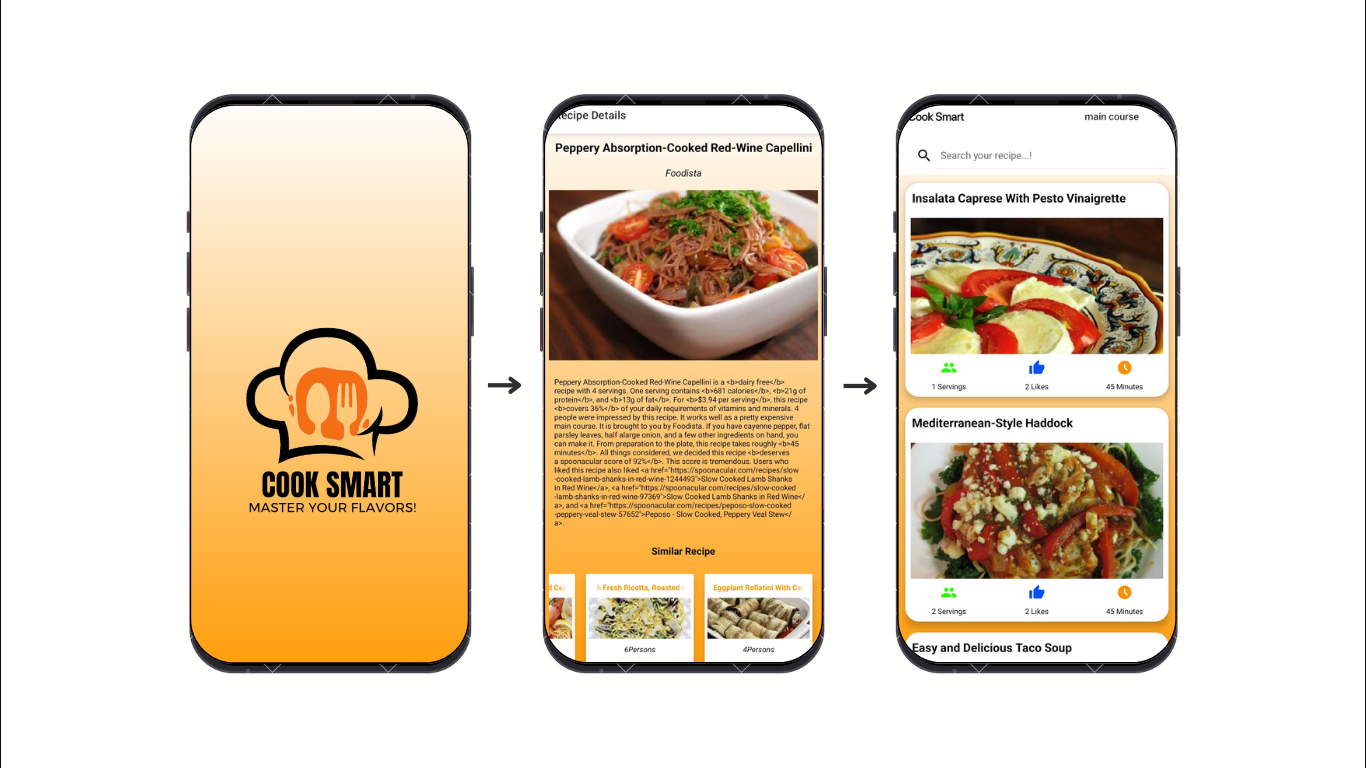 COOK SMART
MASTER YOUR FLAVORS!
ecipe Details
Peppery Absorption-Cooked Red-Wine Capellini
Foodista
Peppery Absorption-Cooked Red-Wine Capellini is a <b>dairy free</b>
recipe with 4 servings. One serving contains <b>681 calories</b>, <b>21g of
protein</b>, and <b>13g of fat</b>. For <b>$3.94 per serving</b>, this recipe
<b>covers 36%</b> of your daily requirements of vitamins and minerals. 4
people were impressed by this recipe. It works well as a pretty expensive
main course. It is brought to you by Foodista. If you have cayenne pepper, flat
parsley leaves, half alarge onion, and a few other ingredients on hand, you
can make it. From preparation to the plate, this recipe takes roughly <b>45
minutes</b>. All things considered, we decided this recipe <b>deserves
a spoonacular score of 92%</b>. This score is tremendous. Users who
liked this recipe also liked <a href="https://spoonacular.com/recipes/slow
-cooked-lamb-shanks-in-red-wine-1244493">Slow Cooked Lamb Shanks
in Red Wine</a>, <a href="https://spoonacular.com/recipes/slow-cooked
-lamb-shanks-in-red-wine-97369">Slow Cooked Lamb Shanks in Red Wine</
a>, and <a href="https://spoonacular.com/recipes/peposo-slow-cooked
-peppery-veal-stew-57652">Peposo - Slow Cooked, Peppery Veal Stew</
a>.
Similar Recipe
d Ca
h Fresh Ricotta, Roasted
Eggplant Rollatini With Ca
6Persons
4Persons
Cook Smart
main course
Search your recipe...!
Insalata Caprese With Pesto Vinaigrette
1 Servings
2 Likes
45 Minutes
Mediterranean-Style Haddock
2 Servings
2 Likes
45 Minutes
Easy and Delicious Taco Soup